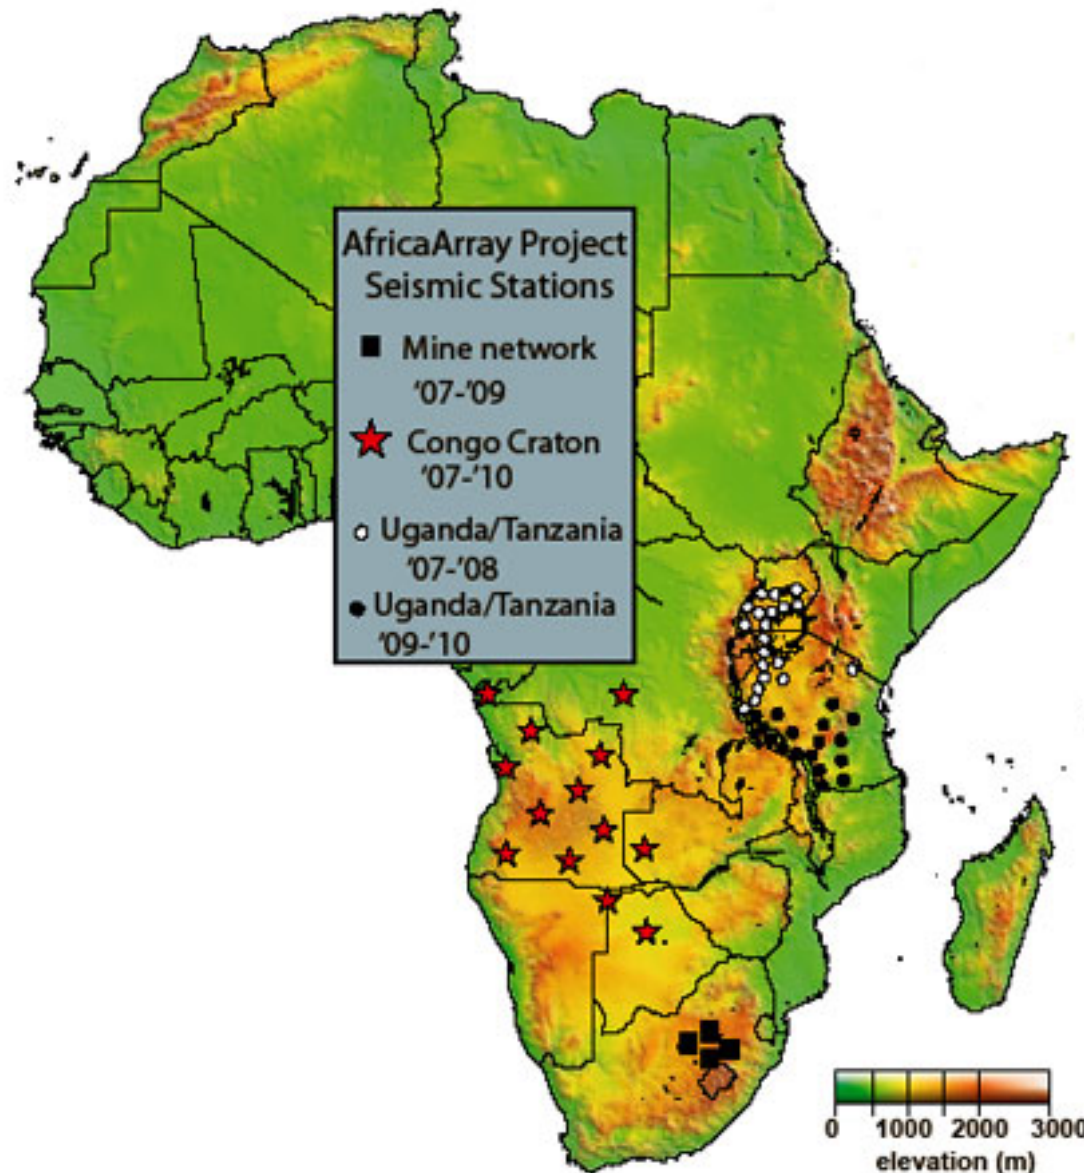 AfricaArray Project
Seismic Stations
Mine network
'07-'09
Congo Craton
'07-'10
Uganda/Tanzania
'07-'08
Uganda/Tanzania
'09-'10
0 1000 2000 3000
elevation (m)